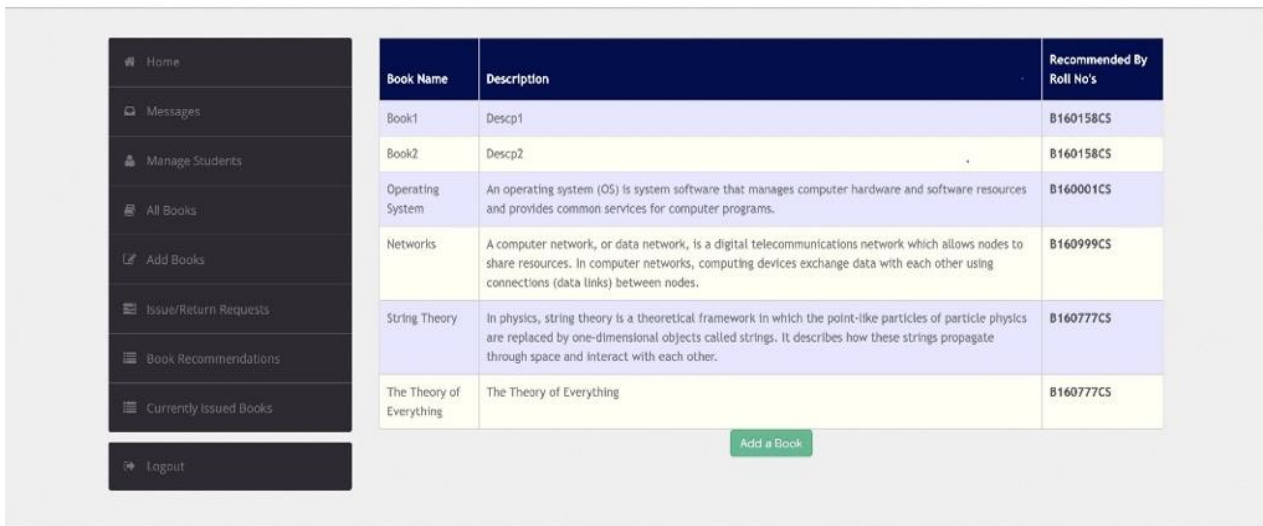 Home
Messages
Manage Students
All Books
Add Books
Issue/Return Requests
Book Recommendations
Currently Issued Books
Logout
Book Name Description Recommended By
Roll No's
Book1 Descp1 B160158CS
Book2 Descp2 B160158CS
Operating An operating system (OS) is system software that manages computer hardware and software resources B160001CS
System and provides common services for computer programs.
Networks A computer network, or data network, is a digital telecommunications network which allows nodes to B160999CS
share resources. In computer networks, computing devices exchange data with each other using
connections (data links) between nodes.
String Theory In physics, string theory is a theoretical framework in which the point-like particles of particle physics B160777CS
are replaced by one-dimensional objects called strings. It describes how these strings propagate
through space and interact with each other.
The Theory of The Theory of Everything B160777CS
Everything
Add a Book